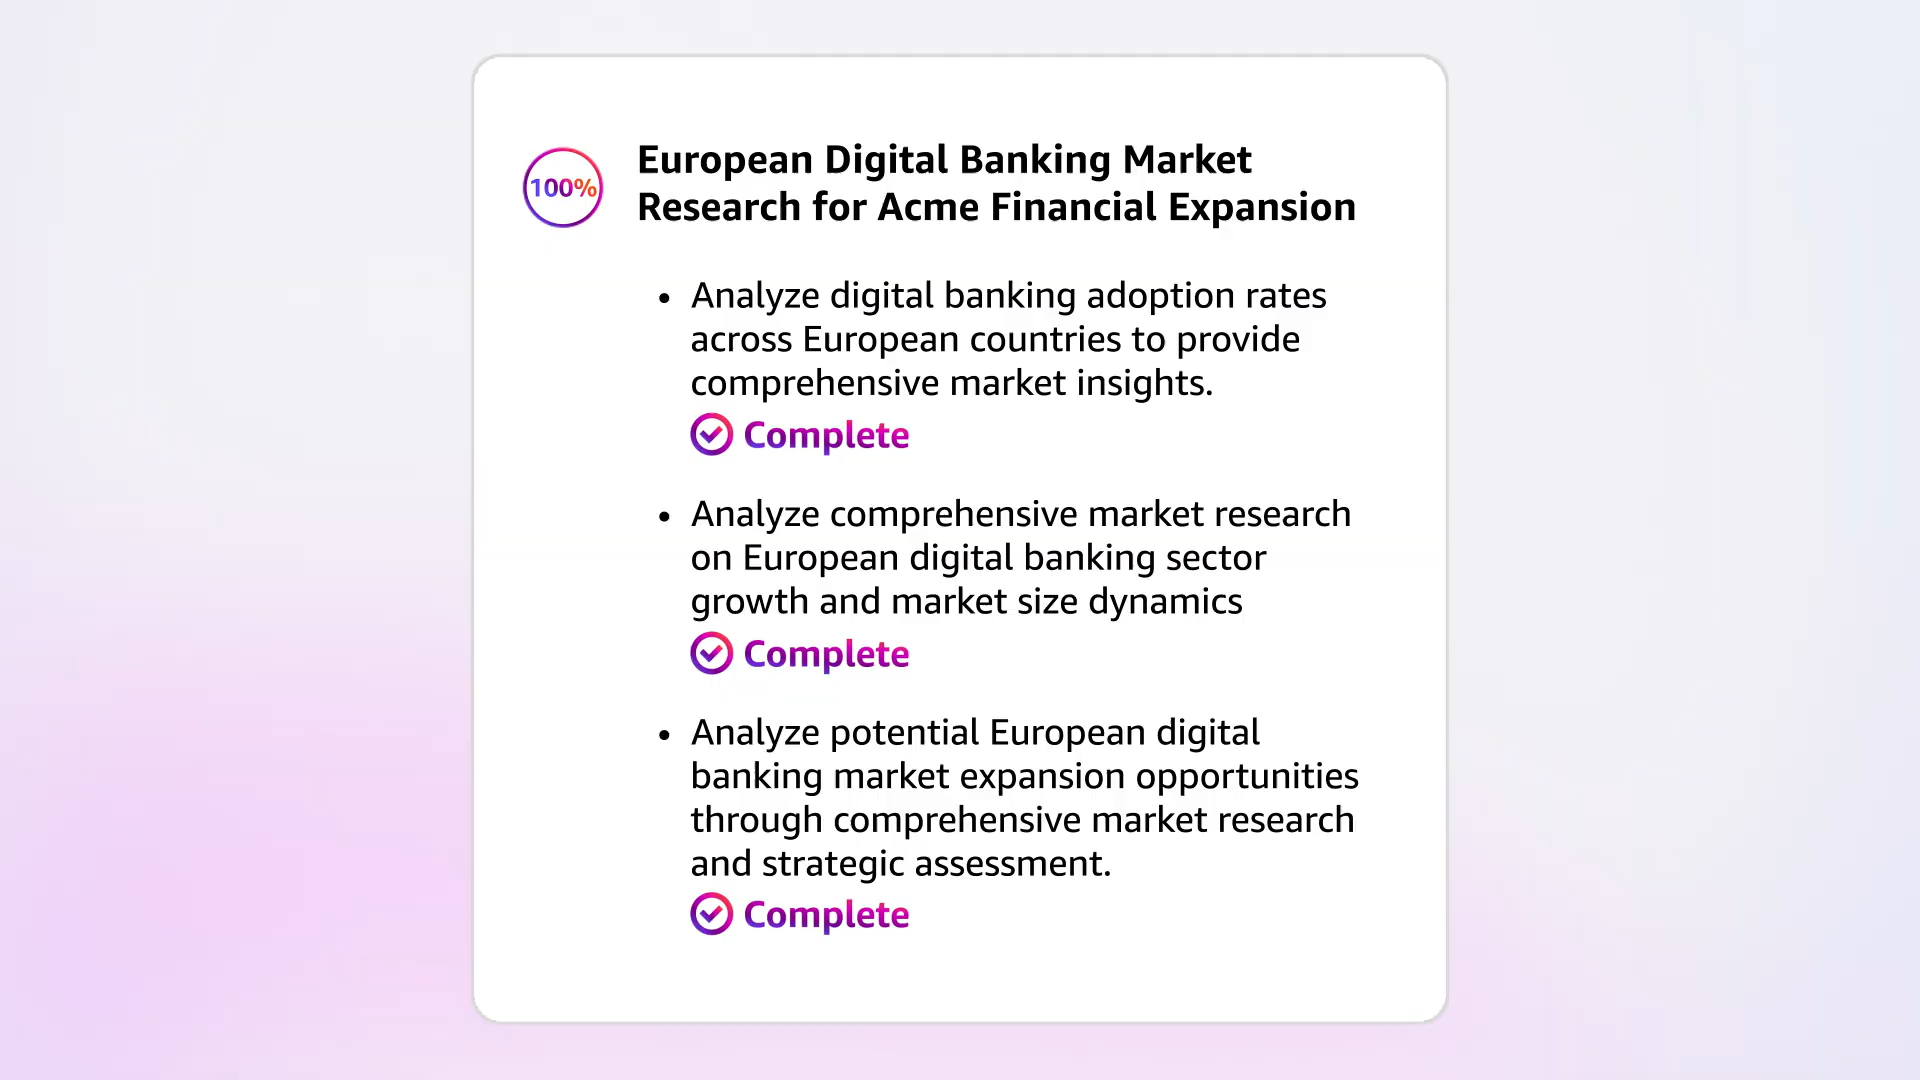 100%
European Digital Banking Market
Research for Acme Financial Expansion
• Analyze digital banking adoption rates
across European countries to provide
comprehensive market insights.
Complete
• Analyze comprehensive market research
on European digital banking sector
growth and market size dynamics
Complete
• Analyze potential European digital
banking market expansion opportunities
through comprehensive market research
and strategic assessment.
Complete